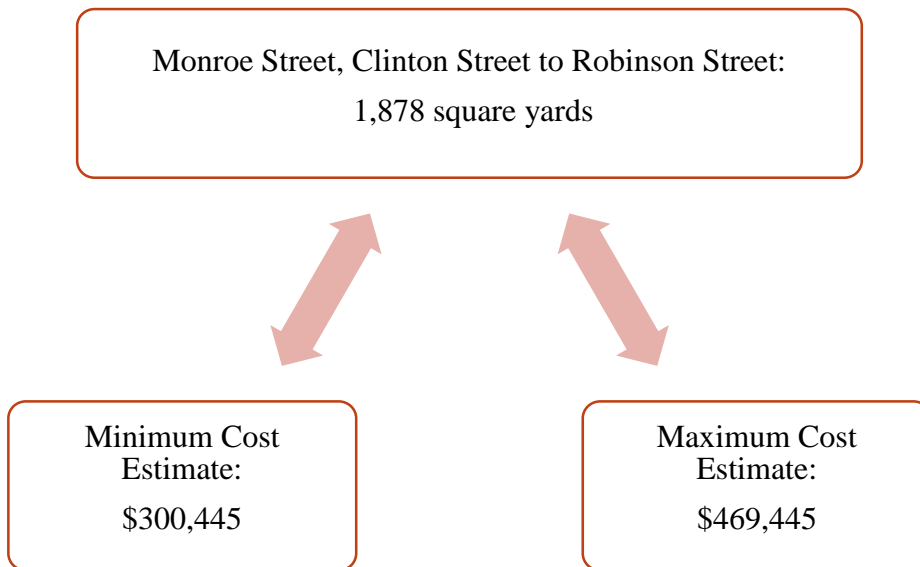 Monroe Street, Clinton Street to Robinson Street:
1,878 square yards
Minimum Cost
Estimate:
$300,445
Maximum Cost
Estimate:
$469,445